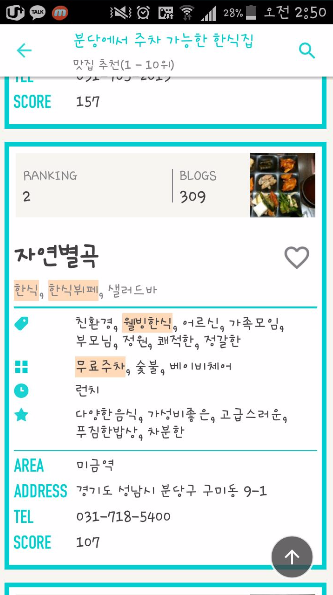 TALK
28% 오전 2:50
분당에서 주차 가능한 한식집
맛집 추천(1 - 10위)
SCORE 157
RANKING BLOGS
2 309
자연별곡
한식, 한식뷔페, 샐러드바
친환경, 웰빙한식, 어르신, 가족모임,
부모님, 정원, 쾌적한, 정갈한
무료주차, 숯불, 베이비체어
런치
다양한음식, 가성비좋은, 고급스러운,
푸짐한밥상, 차분한
AREA 미금역
ADDRESS 경기도 성남시 분당구 구미동 9-1
TEL 031-718-5400
SCORE 107